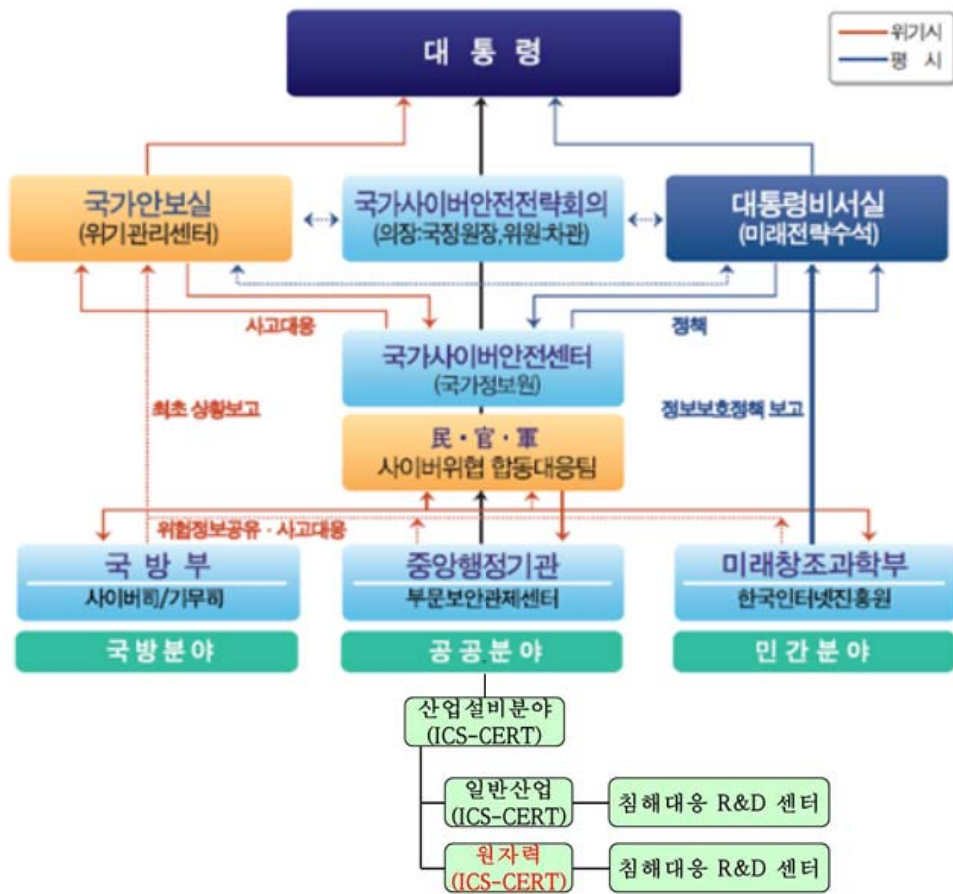 대 통 령
위기시
평 시
국가안보실
(위기관리센터)
국가사이버안전전략회의
(의장:국정원장,위원:차관)
대통령비서실
(미래전략수석)
사고대응
정책
국가사이버안전센터
(국가정보원)
최초 상황보고
정보보호정책 보고
民·官·軍
사이버위협 합동대응팀
위험정보공유·사고대응
국 방 부
사이버司/기무司
중앙행정기관
부문보안관제센터
미래창조과학부
한국인터넷진흥원
국방분야
공공분야
민간분야
산업설비분야
(ICS-CERT)
일반산업
(ICS-CERT)
침해대응 R&D 센터
원자력
(ICS-CERT)
침해대응 R&D 센터